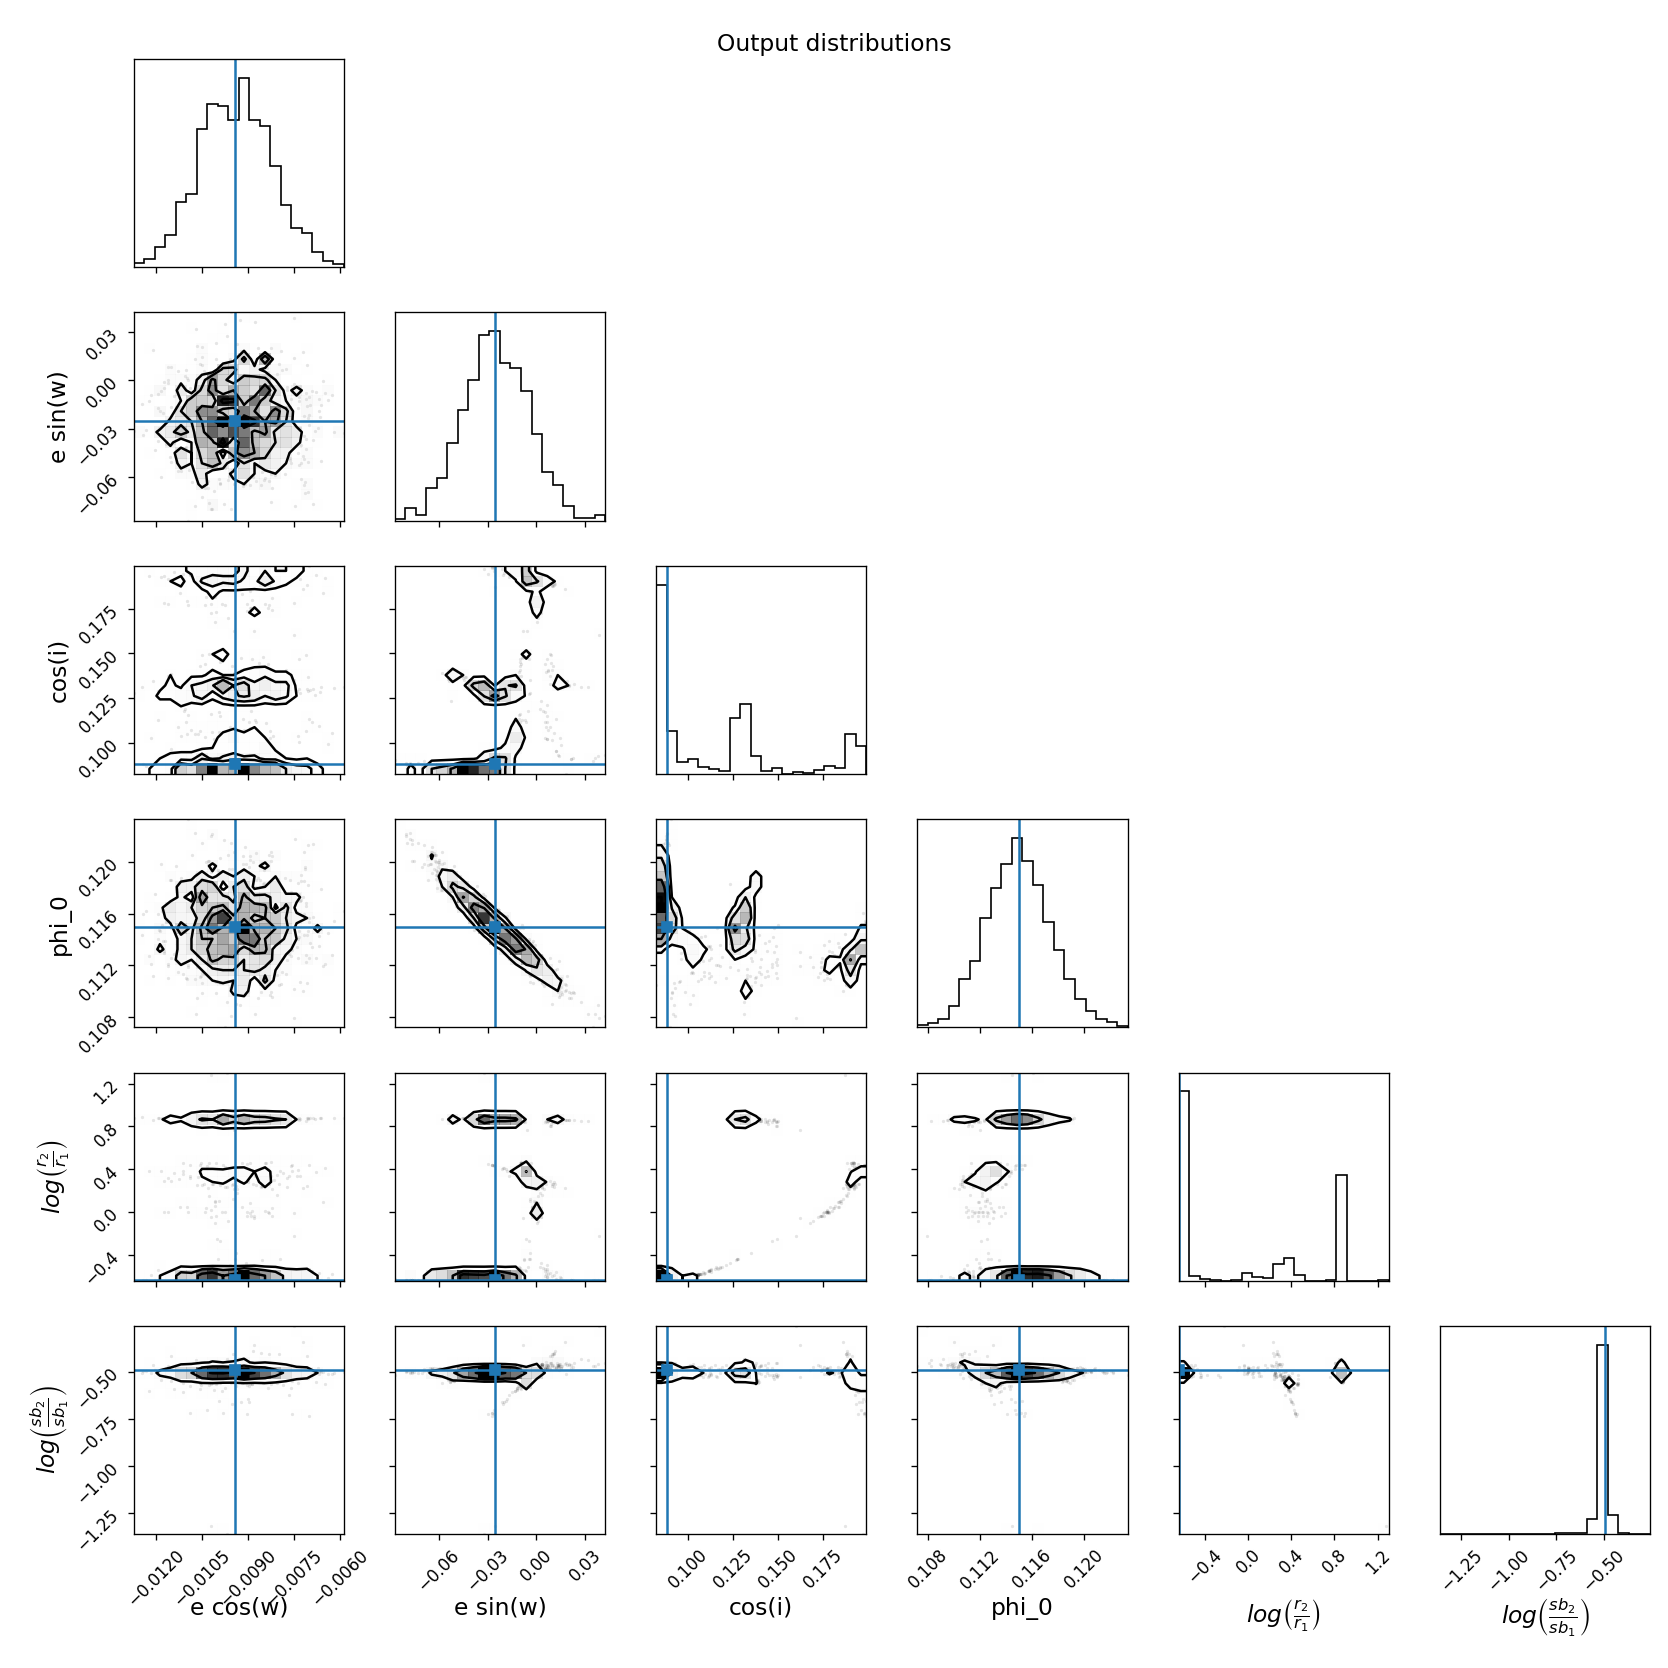 Output distributions
e sin(w)
0.03
0.00
−0.03
−0.06
cos(i)
0.175
0.150
0.125
0.100
phi_0
0.120
0.116
0.112
0.108
log(r2/r1)
1.2
0.8
0.4
0.0
−0.4
log(sb2/sb1)
−0.50
−0.75
−1.00
−1.25
−0.0120 −0.0105 −0.0090 −0.0075 −0.0060
e cos(w)
−0.06 −0.03 0.00 0.03
e sin(w)
0.100 0.125 0.150 0.175
cos(i)
0.108 0.112 0.116 0.120
phi_0
−0.4 0.0 0.4 0.8 1.2
log(r2/r1)
−1.25 −1.00 −0.75 −0.50
log(sb2/sb1)